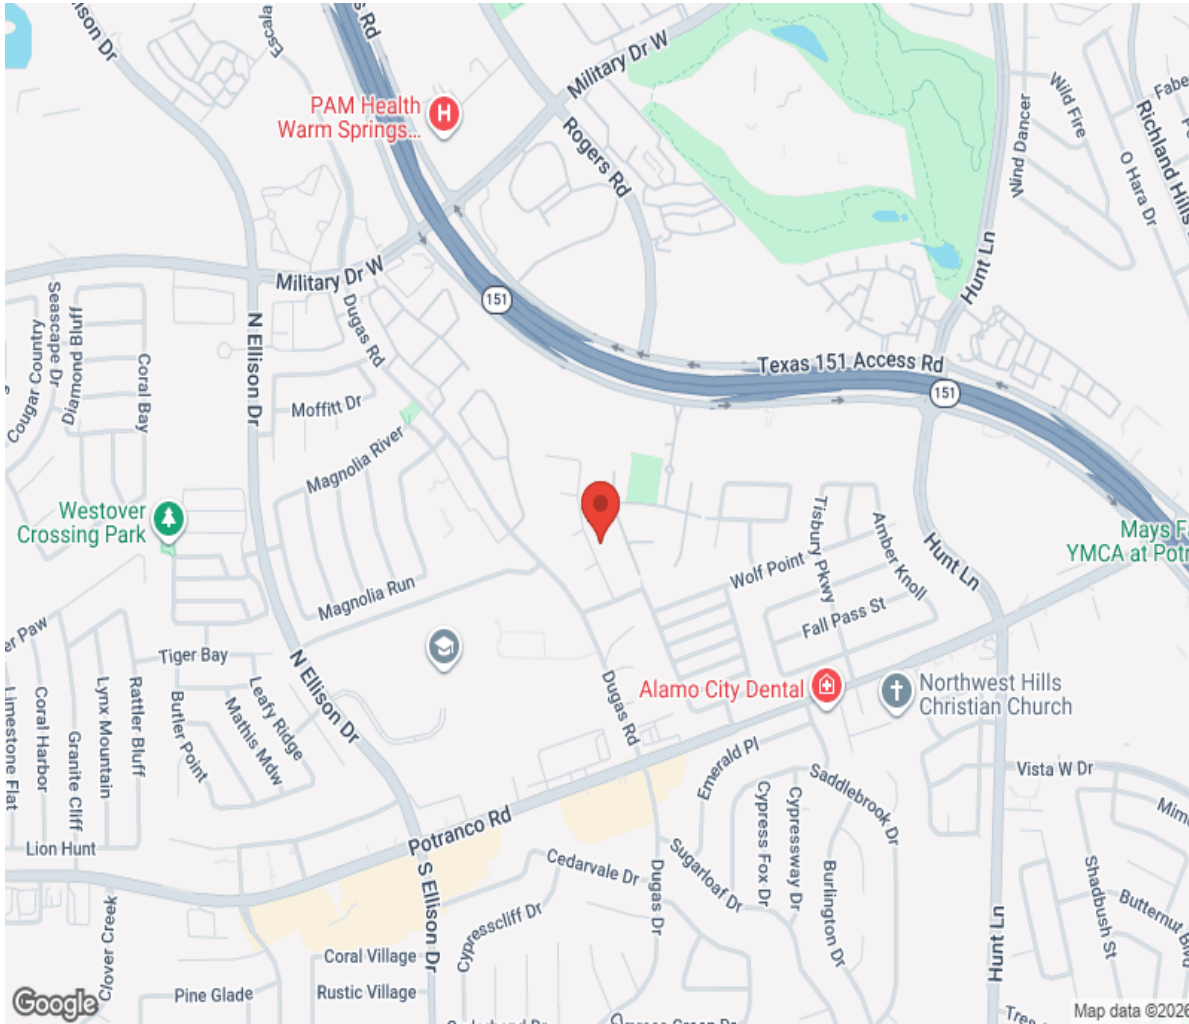 ison Dr
Escala
s Rd
Military Dr W
PAM Health
Warm Springs...
H
Rogers Rd
Wind Dancer
Wild Fire
Fabe
Richland Hills
O Hara Dr
Hunt Ln
Military Dr W
151
Dugas Rd
Seascape Dr
Diamond Bluff
Cougar Country
Coral Bay
N Ellison Dr
Moffitt Dr
Magnolia River
Texas 151 Access Rd
151
Westover
Crossing Park
Tisbury Pkwy
Amber Knoll
Hunt Ln
Mays F
YMCA at Potr
Wolf Point
Fall Pass St
Magnolia Run
er Paw
Tiger Bay
N Ellison Dr
Leafy Ridge
Mathis Mdw
Butler Point
Rattler Bluff
Lynx Mountain
Granite Cliff
Coral Harbor
Limestone Flat
Dugas Rd
Alamo City Dental
Northwest Hills
Christian Church
Emerald Pl
Vista W Dr
Saddlebrook Dr
Cypress Fox Dr
Cypressway Dr
Burlington Dr
Potranco Rd
Lion Hunt
S Ellison Dr
Cedarvale Dr
Dugas Dr
Sugarloaf Dr
Cypresscliff Dr
Shadbush St
Butternut Blvd
Hunt Ln
Clover Creek
Coral Village
Rustic Village
Pine Glade
Google
Map data ©2026